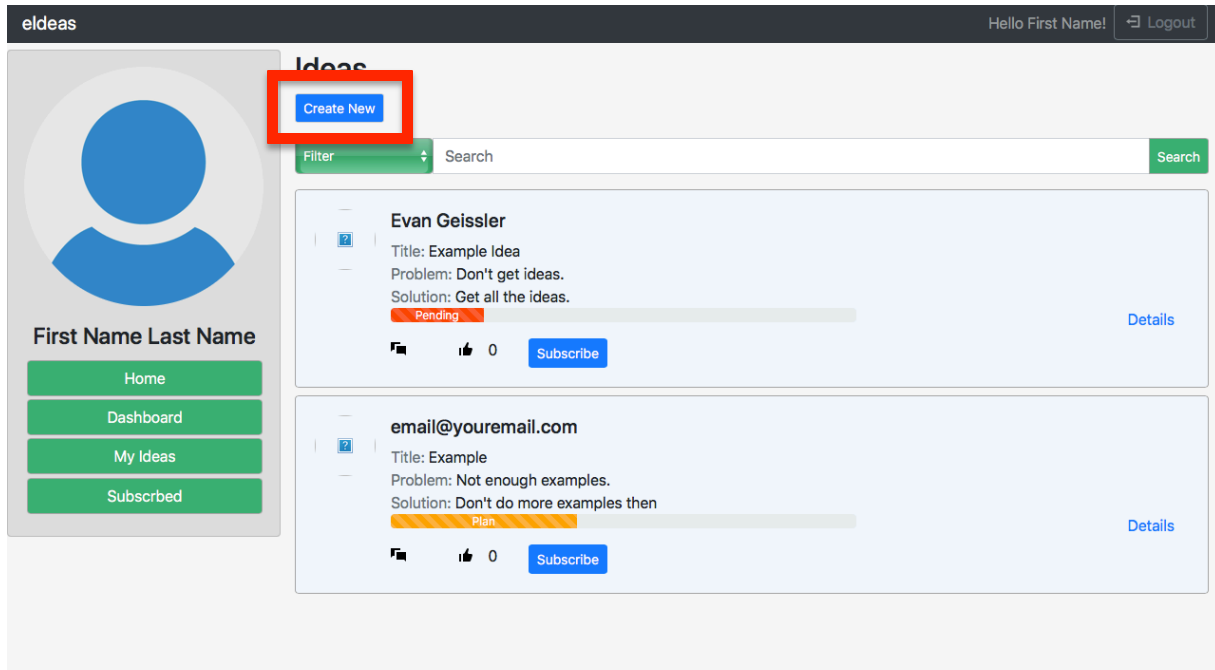 eIdeas
Hello First Name! Logout
Ideas
Create New
Filter Search Search
First Name Last Name
Home
Dashboard
My Ideas
Subscrbed
Evan Geissler
Title: Example Idea
Problem: Don't get ideas.
Solution: Get all the ideas.
Pending
Details
0 Subscribe
email@youremail.com
Title: Example
Problem: Not enough examples.
Solution: Don't do more examples then
Plan
Details
0 Subscribe